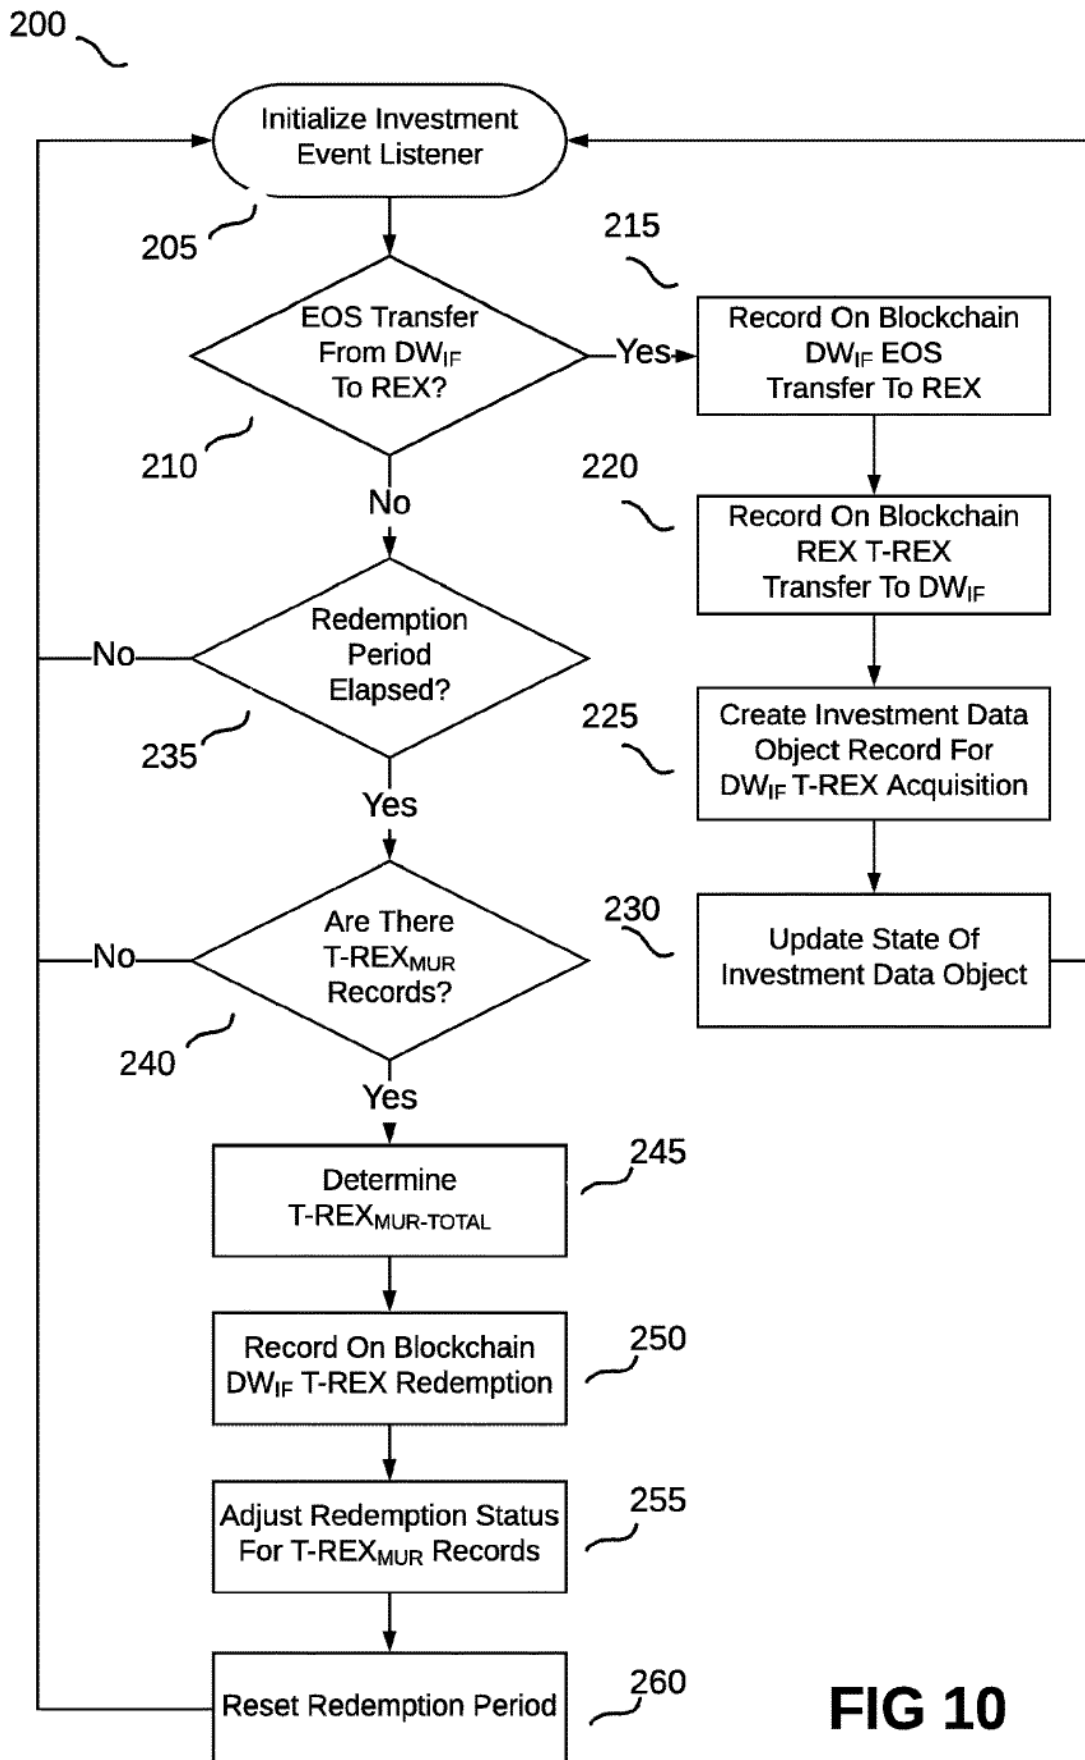 200
Initialize Investment
Event Listener
205
215
EOS Transfer
From DWIF
To REX?
Yes
Record On Blockchain
DWIF EOS
Transfer To REX
210
220
No
Record On Blockchain
REX T-REX
Transfer To DWIF
Redemption
Period
Elapsed?
No
235
225
Create Investment Data
Object Record For
DWIF T-REX Acquisition
Yes
Are There
T-REXMUR
Records?
No
230
Update State Of
Investment Data Object
240
Yes
Determine
T-REXMUR-TOTAL
245
Record On Blockchain
DWIF T-REX Redemption
250
Adjust Redemption Status
For T-REXMUR Records
255
Reset Redemption Period
260
FIG 10